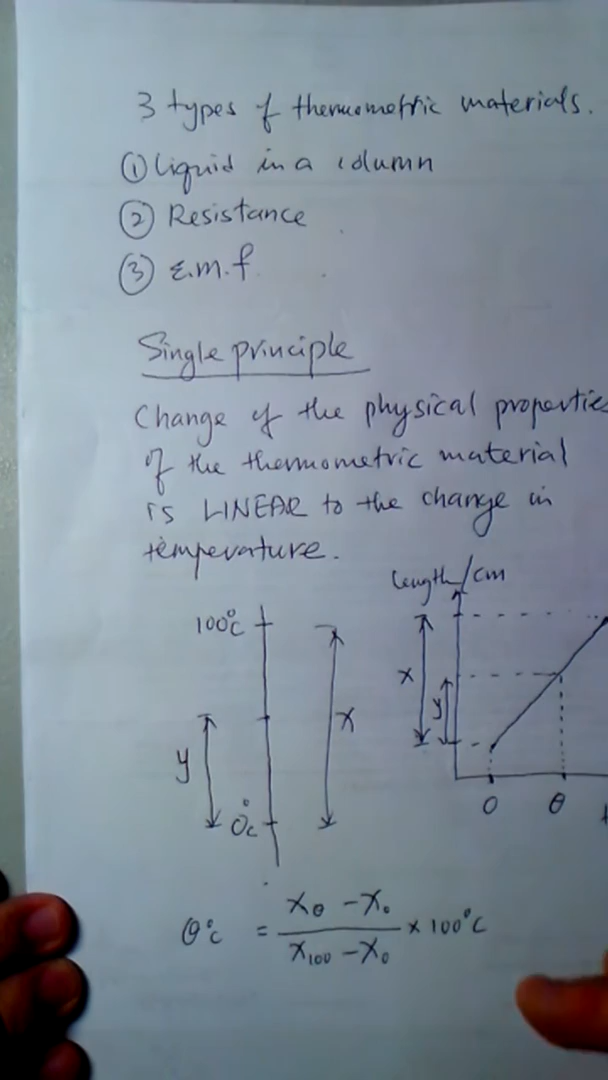 3 types of thermometric materials.
① Liquid in a column
② Resistance
③ E.m.f.
Single principle
Change of the physical propertie
of the thermometric material
is LINEAR to the change in
temperature.
length/cm
100°C
x
x
y
y
0°C
0 θ
θ°C = (Xθ - X₀)/(X₁₀₀ - X₀) × 100°C